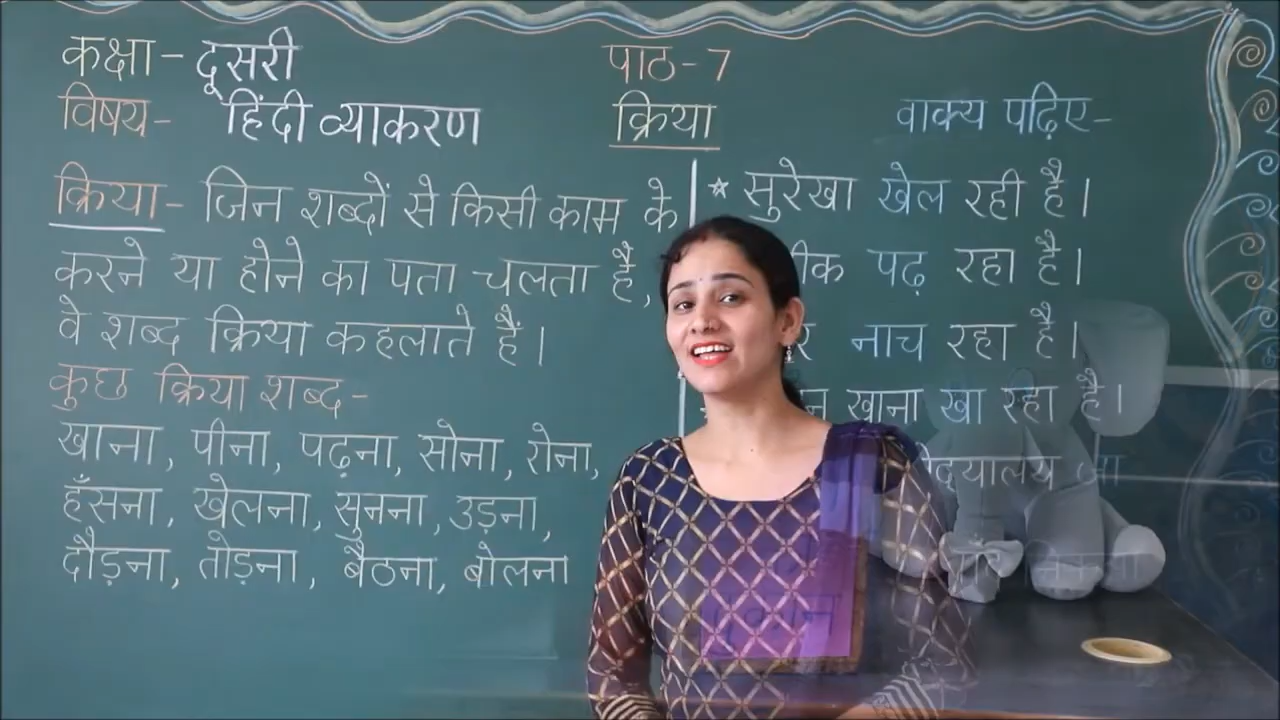 कक्षा- दूसरी
पाठ-7
विषय- हिंदी व्याकरण
क्रिया
वाक्य पढ़िए-
क्रिया- जिन शब्दों से किसी काम के
करने या होने का पता चलता है,
वे शब्द क्रिया कहलाते हैं।
कुछ क्रिया शब्द-
खाना, पीना, पढ़ना, सोना, रोना,
हँसना, खेलना, सुनना, उड़ना,
दौड़ना, तोड़ना, बैठना, बोलना
* सुरेखा खेल रही है।
पढ़ रहा है।
नाच रहा है।
खाना खा रहा है।